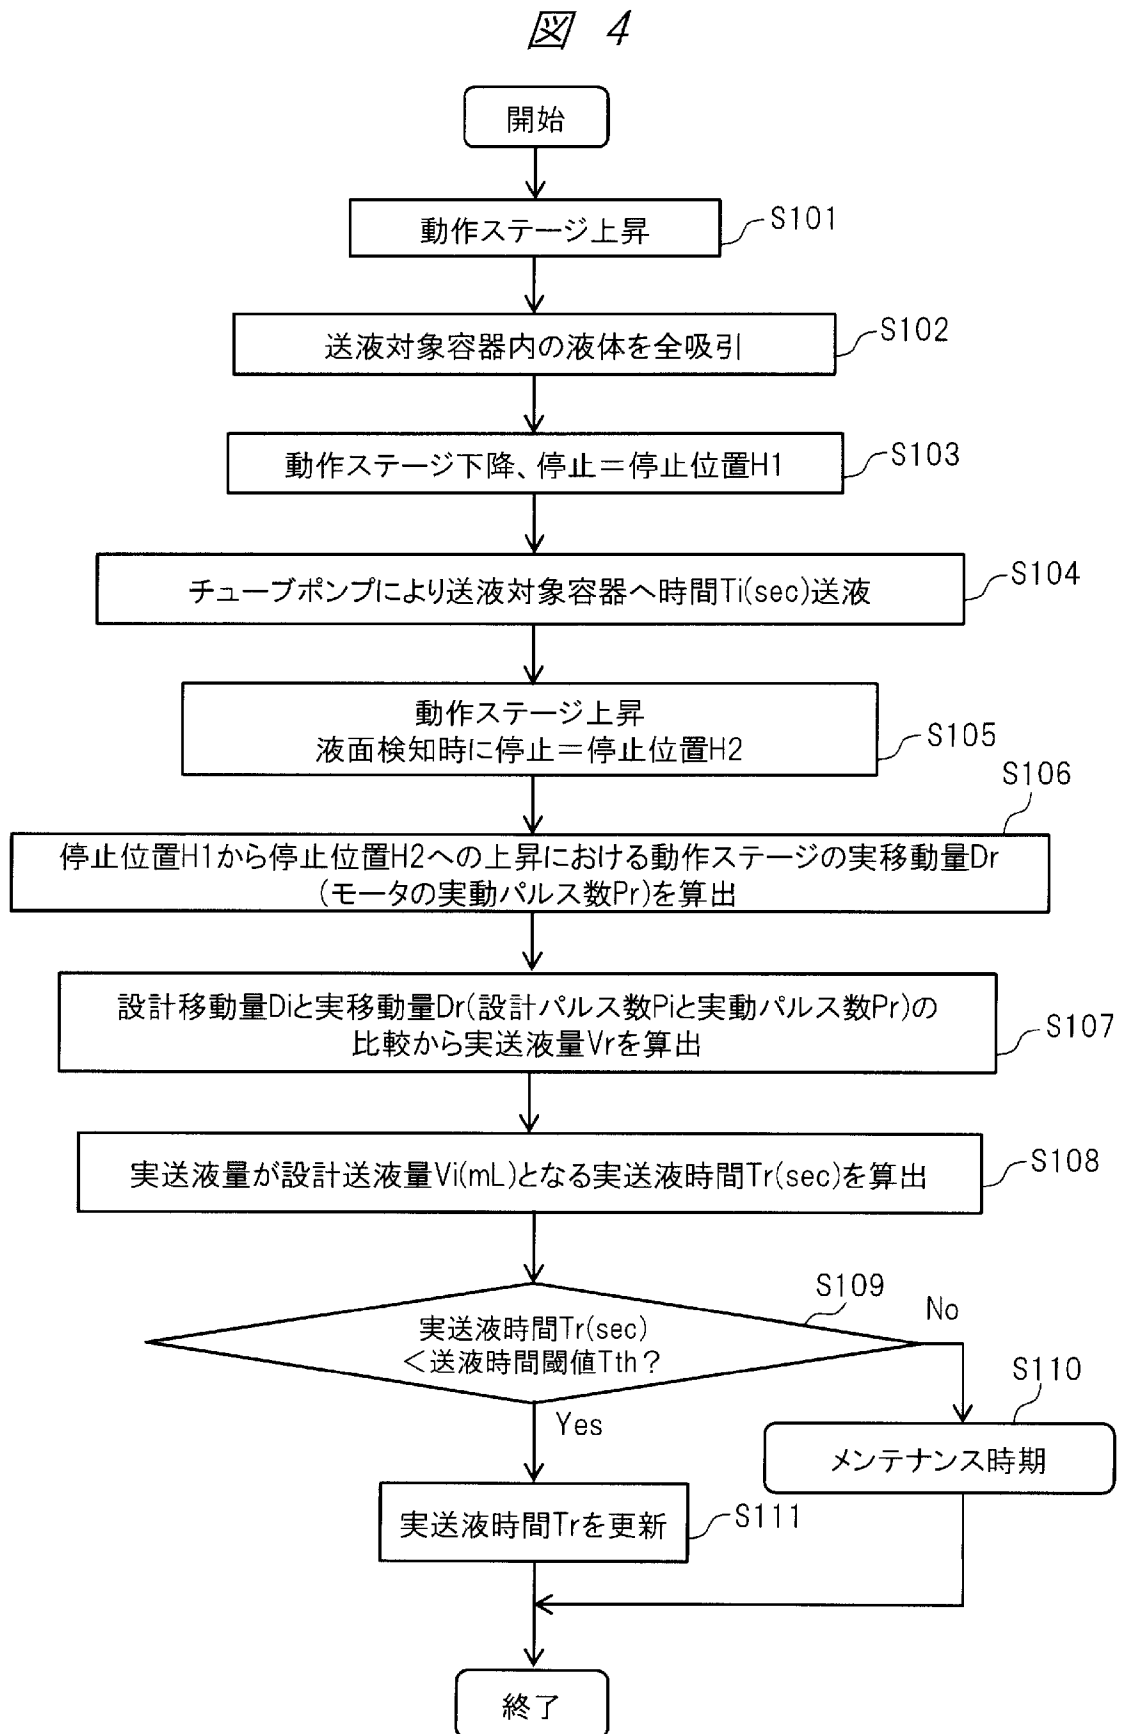 図 4
開始
動作ステージ上昇
S101
送液対象容器内の液体を全吸引
S102
動作ステージ下降、停止＝停止位置H1
S103
チューブポンプにより送液対象容器へ時間Ti(sec)送液
S104
動作ステージ上昇
液面検知時に停止＝停止位置H2
S105
S106
停止位置H1から停止位置H2への上昇における動作ステージの実移動量Dr
(モータの実動パルス数Pr)を算出
設計移動量Diと実移動量Dr(設計パルス数Piと実動パルス数Pr)の
比較から実送液量Vrを算出
S107
実送液量が設計送液量Vi(mL)となる実送液時間Tr(sec)を算出
S108
S109
実送液時間Tr(sec)
＜送液時間閾値Tth？
No
Yes
S110
メンテナンス時期
実送液時間Trを更新
S111
終了